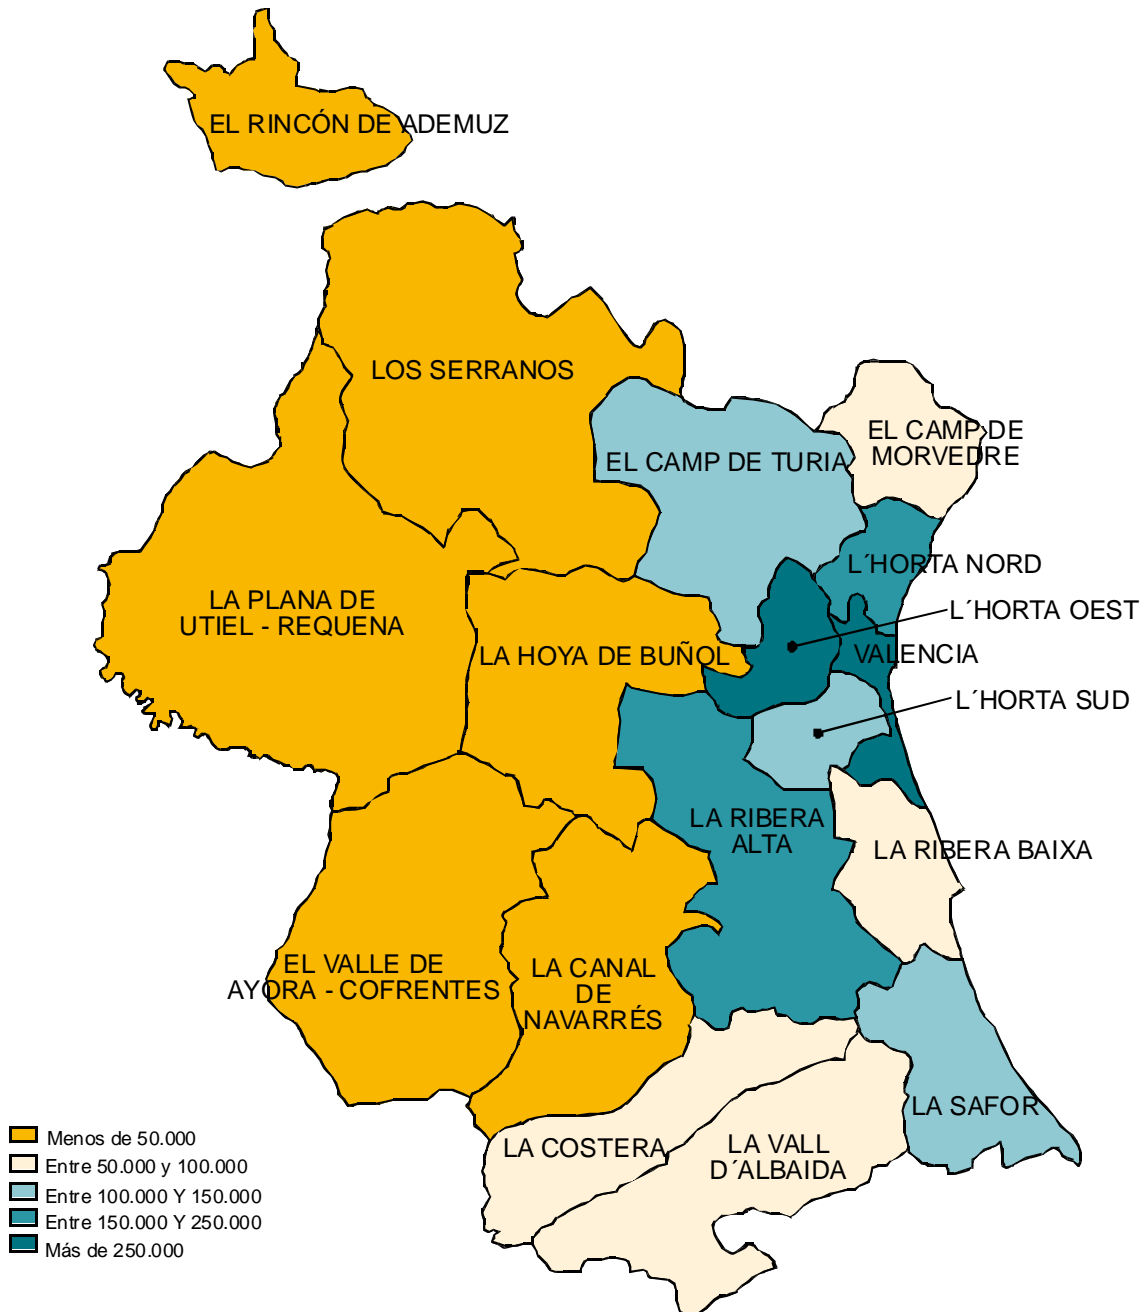 EL RINCÓN DE ADEMUZ
LOS SERRANOS
EL CAMP DE
MORVEDRE
EL CAMP DE TURIA
L´HORTA NORD
LA PLANA DE
UTIEL - REQUENA
L´HORTA OEST
LA HOYA DE BUÑOL
VALENCIA
L´HORTA SUD
LA RIBERA
ALTA
LA RIBERA BAIXA
EL VALLE DE
AYORA - COFRENTES
LA CANAL
DE
NAVARRÉS
LA SAFOR
LA COSTERA
LA VALL
D´ALBAIDA
Menos de 50.000
Entre 50.000 y 100.000
Entre 100.000 Y 150.000
Entre 150.000 Y 250.000
Más de 250.000